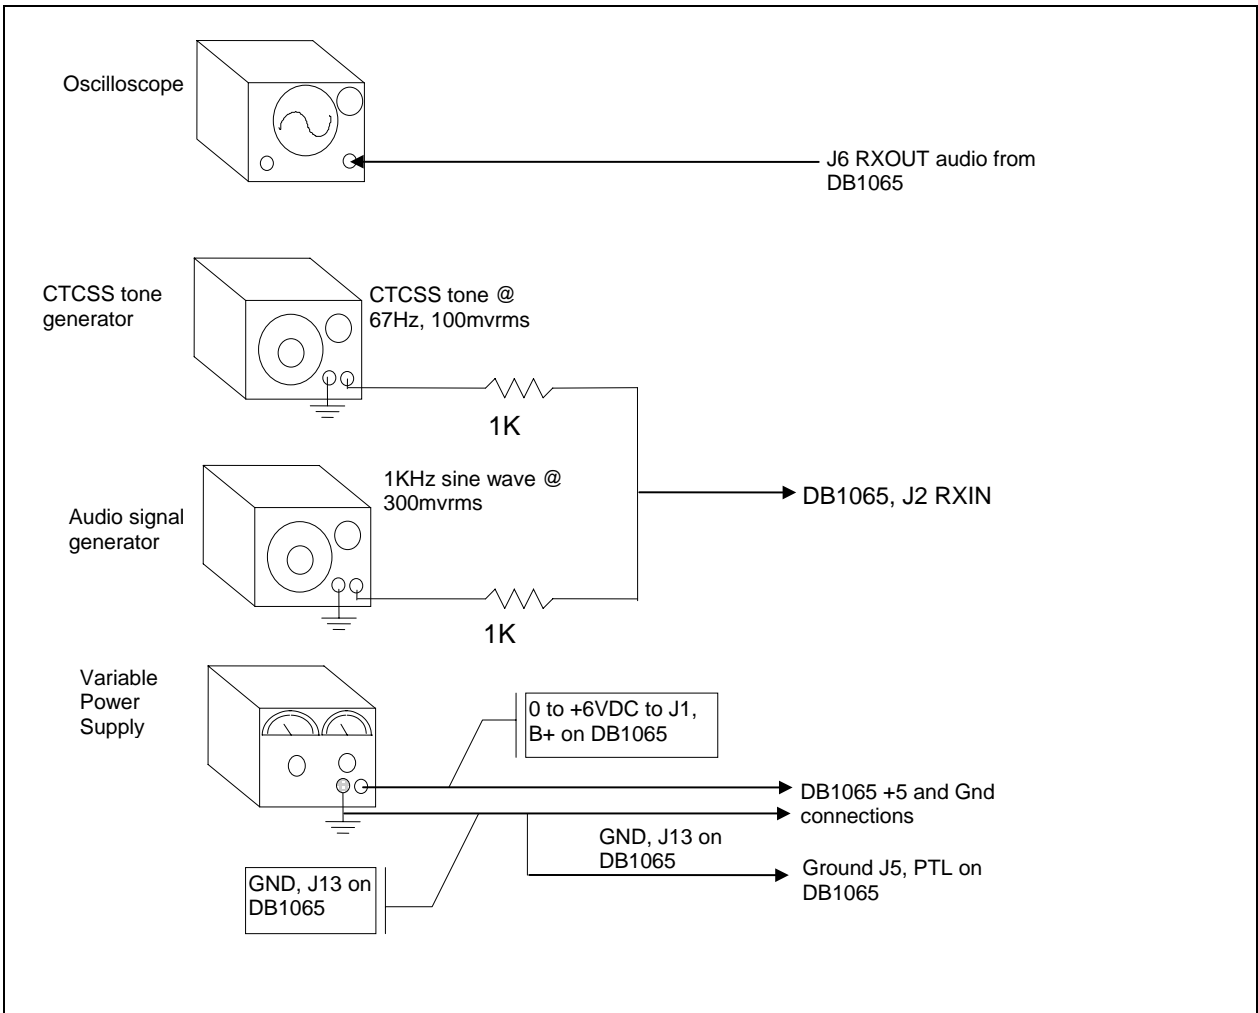 Oscilloscope
J6 RXOUT audio from
DB1065
CTCSS tone
generator
CTCSS tone @
67Hz, 100mvrms
1K
1KHz sine wave @
300mvrms
DB1065, J2 RXIN
Audio signal
generator
1K
Variable
Power
Supply
0 to +6VDC to J1,
B+ on DB1065
DB1065 +5 and Gnd
connections
GND, J13 on
DB1065
Ground J5, PTL on
DB1065
GND, J13 on
DB1065